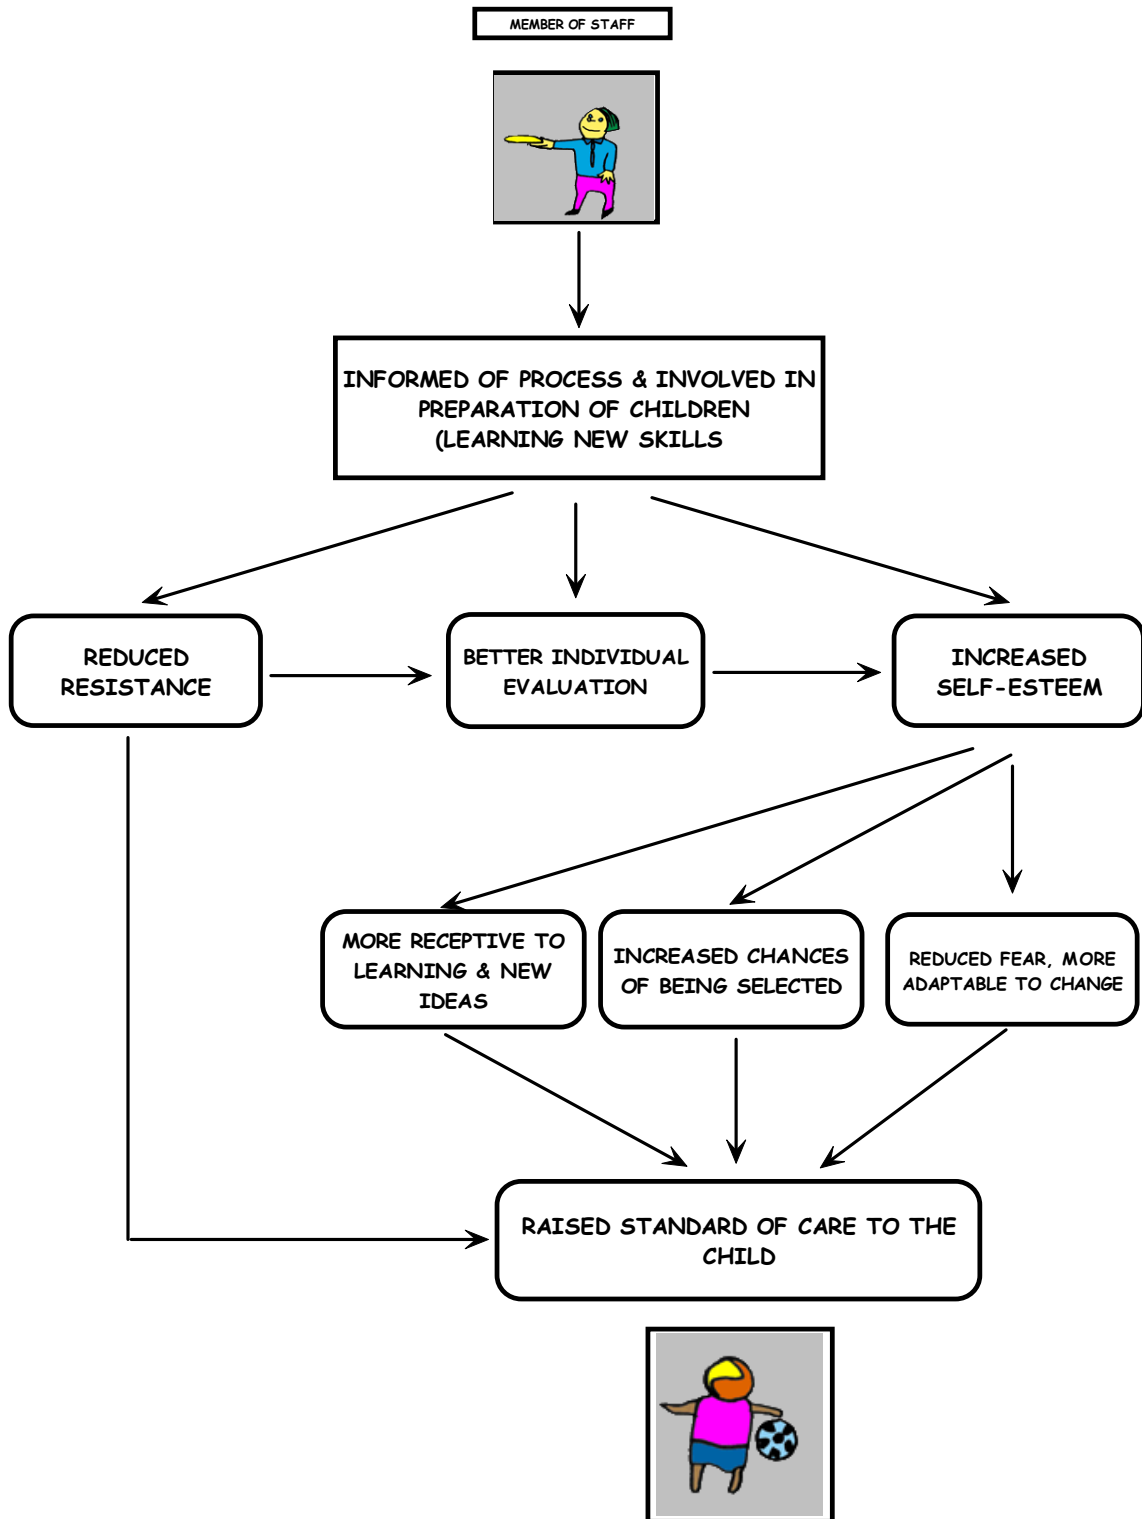 MEMBER OF STAFF
INFORMED OF PROCESS & INVOLVED IN
PREPARATION OF CHILDREN
(LEARNING NEW SKILLS
REDUCED
RESISTANCE
BETTER INDIVIDUAL
EVALUATION
INCREASED
SELF-ESTEEM
MORE RECEPTIVE TO
LEARNING & NEW
IDEAS
INCREASED CHANCES
OF BEING SELECTED
REDUCED FEAR, MORE
ADAPTABLE TO CHANGE
RAISED STANDARD OF CARE TO THE
CHILD